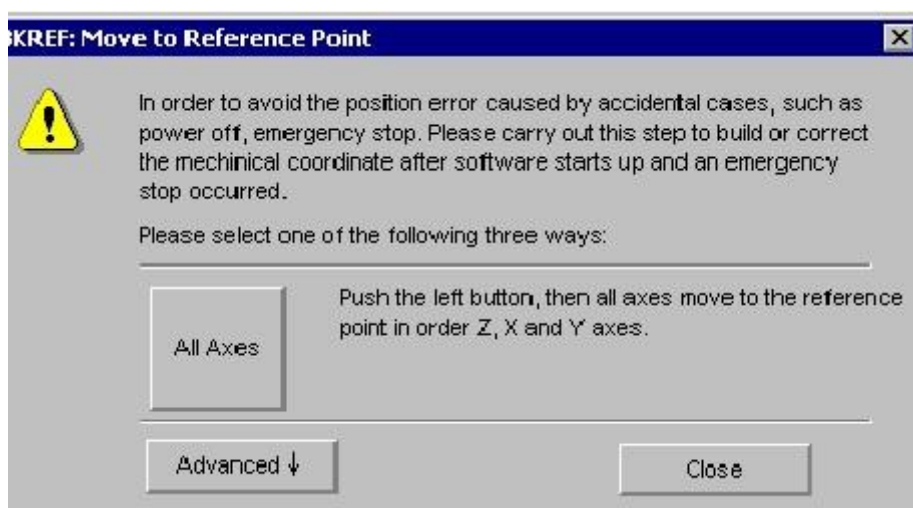 BKREF: Move to Reference Point
In order to avoid the position error caused by accidental cases, such as
power off, emergency stop. Please carry out this step to build or correct
the mechinical coordinate after software starts up and an emergency
stop occurred.
Please select one of the following three ways:
Push the left button, then all axes move to the reference
point in order Z, X and Y axes.
All Axes
Advanced ↓
Close